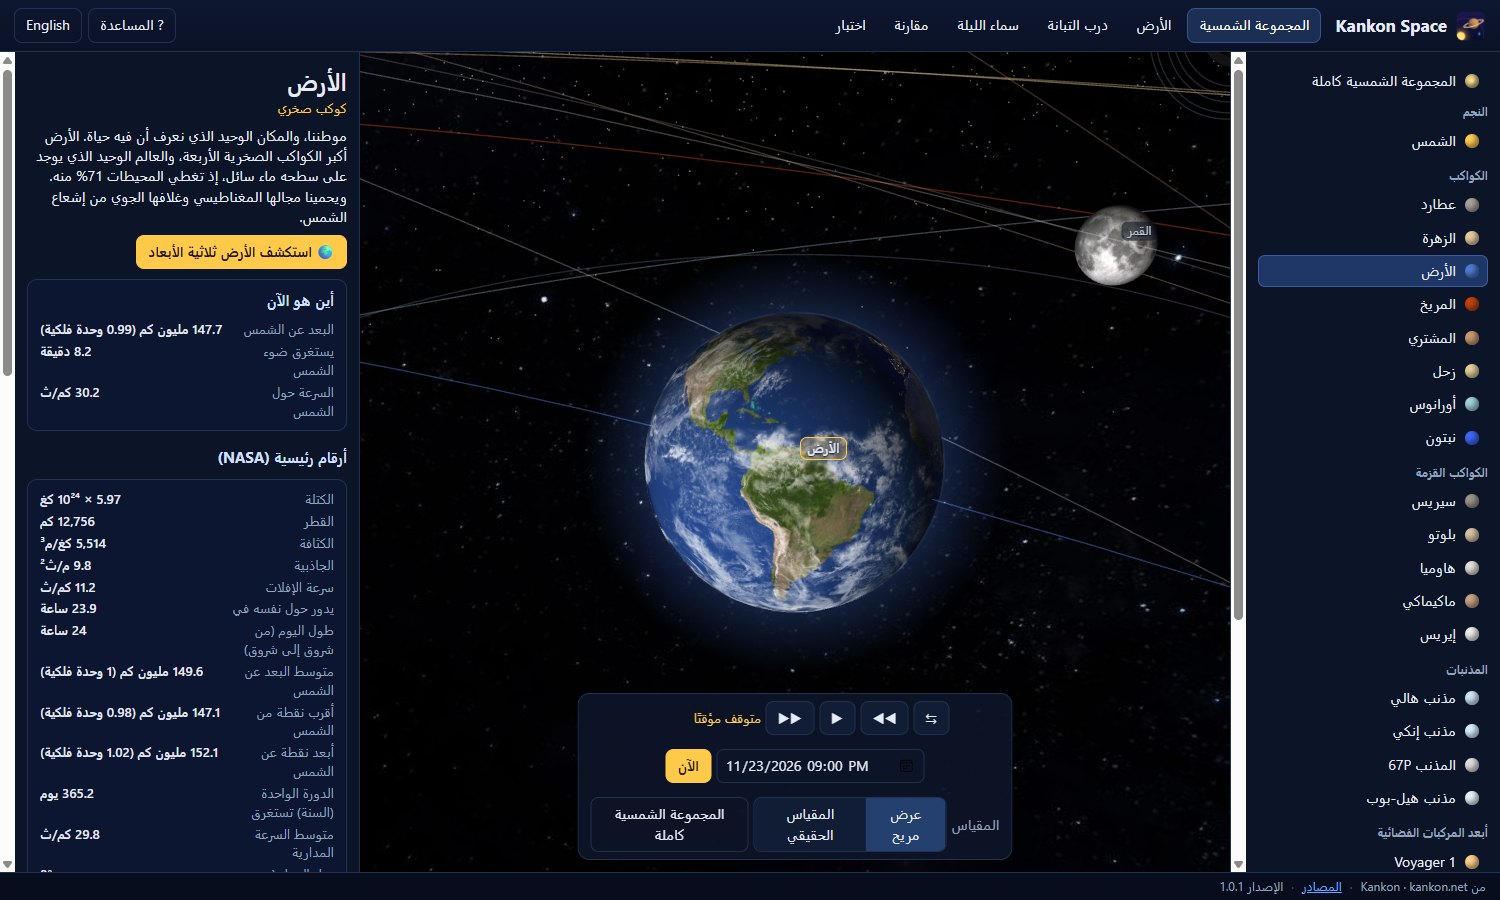 Kankon Space
المجموعة الشمسية
الأرض
درب التبانة
سماء الليلة
مقارنة
اختبار
? المساعدة
English
المجموعة الشمسية كاملة
النجم
الشمس
الكواكب
عطارد
الزهرة
الأرض
المريخ
المشتري
زحل
أورانوس
نبتون
الكواكب القزمة
سيريس
بلوتو
هاوميا
ماكيماكي
إيريس
المذنبات
مذنب هالي
مذنب إنكي
المذنب 67P
مذنب هيل-بوب
أبعد المركبات الفضائية
Voyager 1
القمر
الأرض
متوقف مؤقتًا
11/23/2026 09:00 PM
الآن
المقياس
عرض مريح
المقياس الحقيقي
المجموعة الشمسية كاملة
الأرض
كوكب صخري
موطننا، والمكان الوحيد الذي نعرف أن فيه حياة. الأرض
أكبر الكواكب الصخرية الأربعة، والعالم الوحيد الذي يوجد
على سطحه ماء سائل، إذ تغطي المحيطات 71% منه.
ويحمينا مجالها المغناطيسي وغلافها الجوي من إشعاع
الشمس.
استكشف الأرض ثلاثية الأبعاد
أين هو الآن
البعد عن الشمس 147.7 مليون كم (0.99 وحدة فلكية)
يستغرق ضوء الشمس 8.2 دقيقة
السرعة حول الشمس 30.2 كم/ث
أرقام رئيسية (NASA)
الكتلة 5.97 × 10²⁴ كغ
القطر 12,756 كم
الكثافة 5,514 كغ/م³
الجاذبية 9.8 م/ث²
سرعة الإفلات 11.2 كم/ث
يدور حول نفسه في 23.9 ساعة
طول اليوم (من شروق إلى شروق) 24 ساعة
متوسط البعد عن الشمس 149.6 مليون كم (1 وحدة فلكية)
أقرب نقطة من الشمس 147.1 مليون كم (0.98 وحدة فلكية)
أبعد نقطة عن الشمس 152.1 مليون كم (1.02 وحدة فلكية)
الدورة الواحدة (السنة) تستغرق 365.2 يوم
متوسط السرعة المدارية 29.8 كم/ث
من Kankon · kankon.net · المصادر · الإصدار 1.0.1